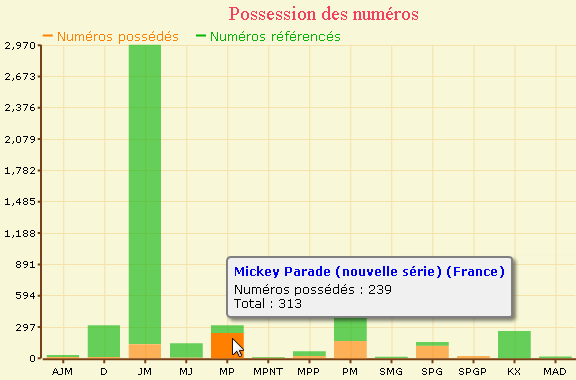 Possession des numéros
Numéros possédés
Numéros référencés
2,970
2,673
2,376
2,079
1,782
1,485
1,188
891
594
297
0
Mickey Parade (nouvelle série) (France)
Numéros possédés : 239
Total : 313
AJM D JM MJ MP MPNT MPP PM SMG SPG SPGP KX MAD